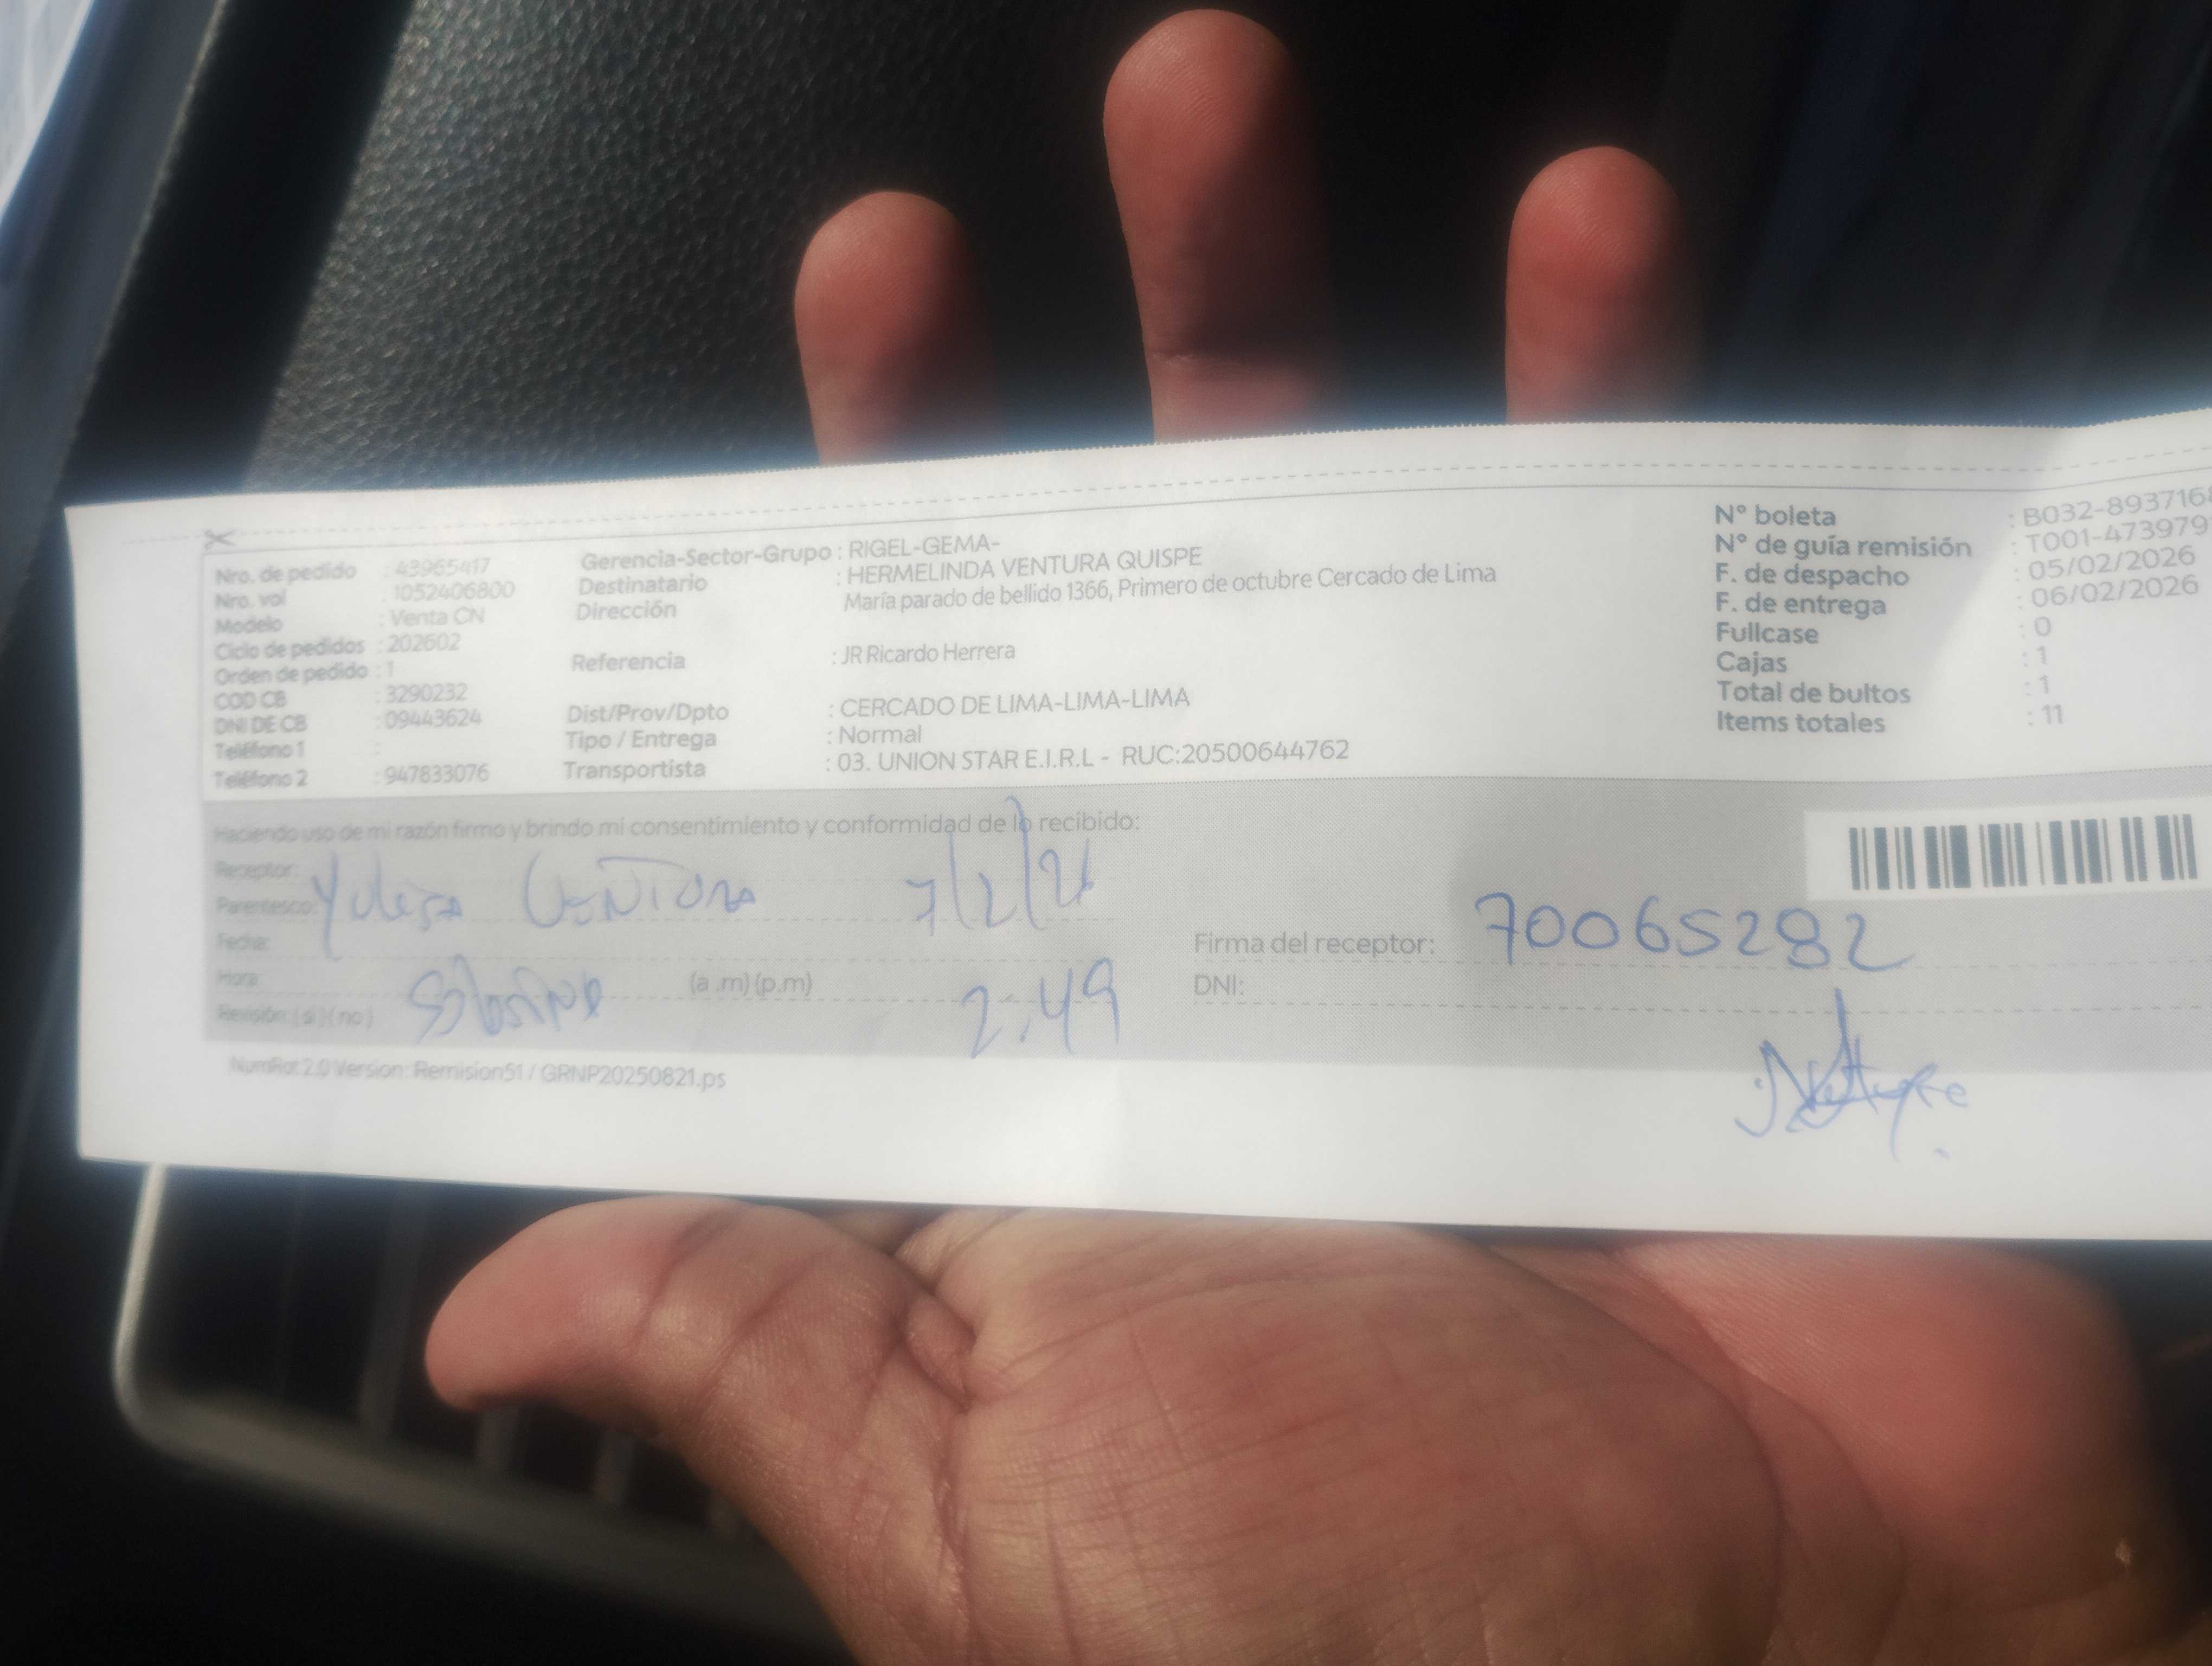 Nro. de pedido : 43965417
Nro. vol : 1052406800
Modelo : Venta CN
Ciclo de pedidos : 202602
Orden de pedido : 1
COD CB : 3290232
DNI DE CB : 09443624
Teléfono 1 :
Teléfono 2 : 947833076
Gerencia-Sector-Grupo : RIGEL-GEMA-
Destinatario : HERMELINDA VENTURA QUISPE
Dirección : María parado de bellido 1366, Primero de octubre Cercado de Lima
Referencia : JR Ricardo Herrera
Dist/Prov/Dpto : CERCADO DE LIMA-LIMA-LIMA
Tipo / Entrega : Normal
Transportista : 03. UNION STAR E.I.R.L - RUC:20500644762
N° boleta : B032-893716
N° de guía remisión : T001-473979
F. de despacho : 05/02/2026
F. de entrega : 06/02/2026
Fullcase : 0
Cajas : 1
Total de bultos : 1
Items totales : 11
Haciendo uso de mi razón firmo y brindo mi consentimiento y conformidad de lo recibido:
Receptor:
Parentesco: Ventura 7/2/26
Fecha:
Hora (a .m) (p.m) 2:49
Revisión: ( si ) ( no )
Firma del receptor: 70065282
DNI:
NumRot 2.0 Version: Remision51 / GRNP20250821.ps